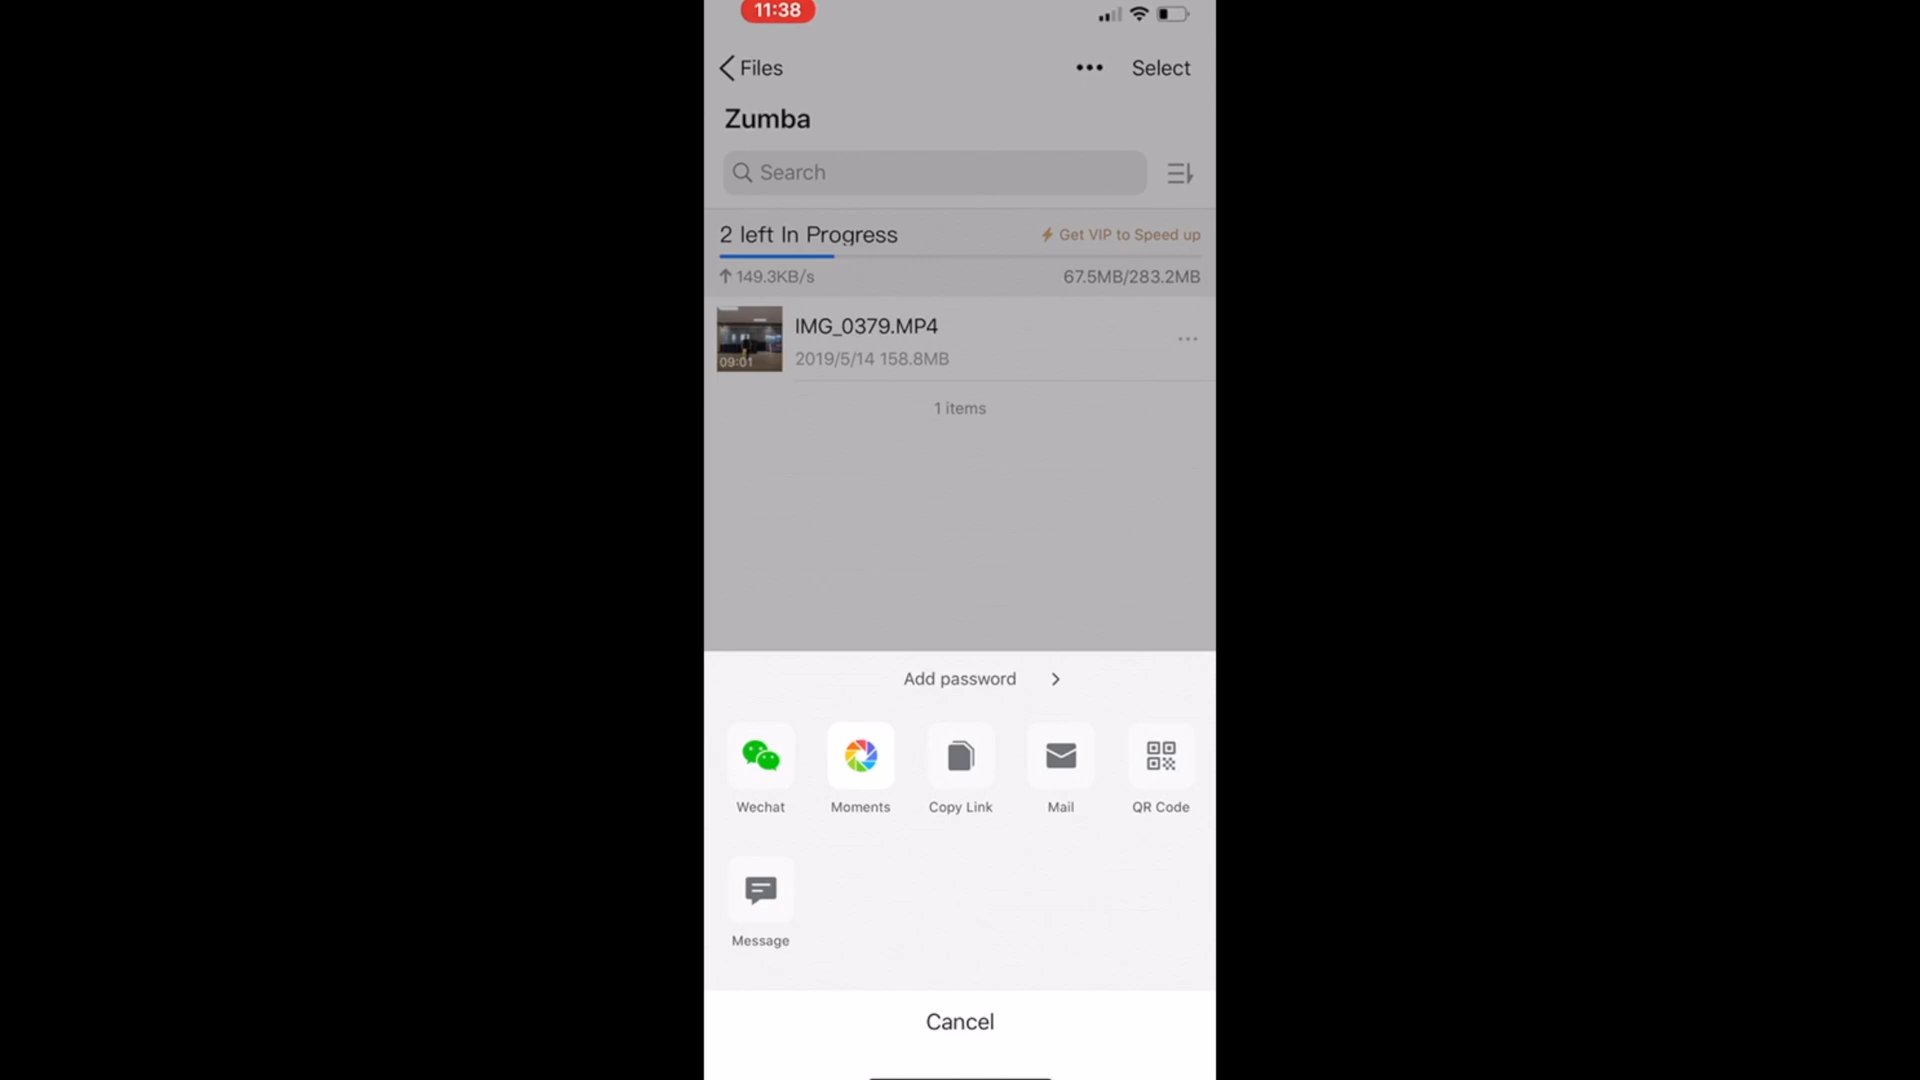 11:38
Files
Select
Zumba
Search
2 left In Progress
Get VIP to Speed up
149.3KB/s
67.5MB/283.2MB
IMG_0379.MP4
09:01
2019/5/14 158.8MB
1 items
Add password
Wechat
Moments
Copy Link
Mail
QR Code
Message
Cancel